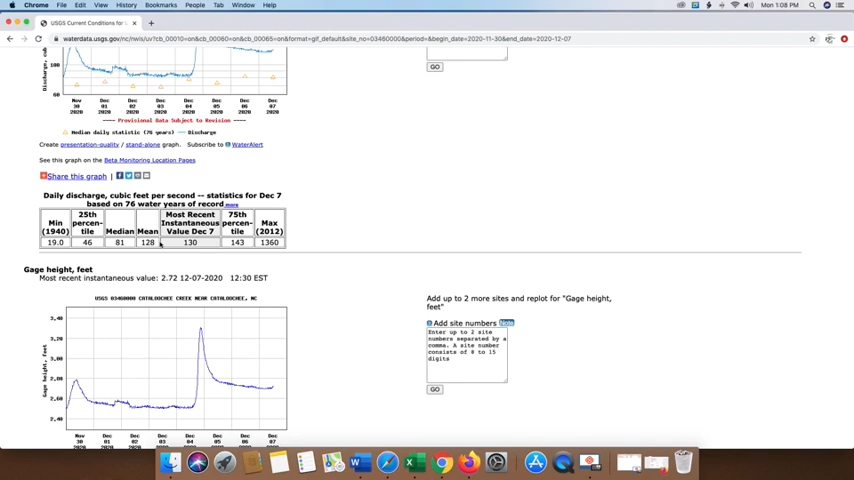 Chrome File Edit View History Bookmarks People Tab Window Help
Mon 1:08 PM
USGS Current Conditions for U
waterdata.usgs.gov/nc/nwis/uv?cb_00010=on&cb_00060=on&cb_00065=on&format=gif_default&site_no=03460000&period=&begin_date=2020-11-30&end_date=2020-12-07
Discharge, cub
60
Nov 30 2020 Dec 01 2020 Dec 02 2020 Dec 03 2020 Dec 04 2020 Dec 05 2020 Dec 06 2020 Dec 07 2020
---- Provisional Data Subject to Revision ----
Median daily statistic (76 years) Discharge
GO
Create presentation-quality / stand-alone graph. Subscribe to WaterAlert
See this graph on the Beta Monitoring Location Pages
Share this graph |
Daily discharge, cubic feet per second -- statistics for Dec 7
based on 76 water years of record more
Min (1940) 25th percen-tile Median Mean Most Recent Instantaneous Value Dec 7 75th percen-tile Max (2012)
19.0 46 81 128 130 143 1360
Gage height, feet
Most recent instantaneous value: 2.72 12-07-2020 12:30 EST
USGS 03460000 CATALOOCHEE CREEK NEAR CATALOOCHEE, NC
Gage height, feet
3.40
3.20
3.00
2.80
2.60
2.40
Nov 30 2020 Dec 01 2020 Dec 02 2020 Dec 03 2020 Dec 04 2020 Dec 05 2020 Dec 06 2020 Dec 07 2020
Add up to 2 more sites and replot for "Gage height,
feet"
Add site numbers Note
Enter up to 2 site
numbers separated by a
comma. A site number
consists of 8 to 15
digits
GO